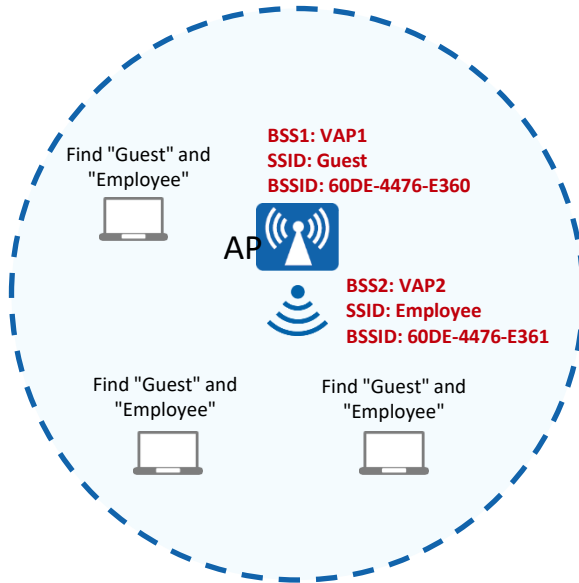 BSS1: VAP1
SSID: Guest
BSSID: 60DE-4476-E360
Find "Guest" and
"Employee"
AP
BSS2: VAP2
SSID: Employee
BSSID: 60DE-4476-E361
Find "Guest" and
"Employee"
Find "Guest" and
"Employee"